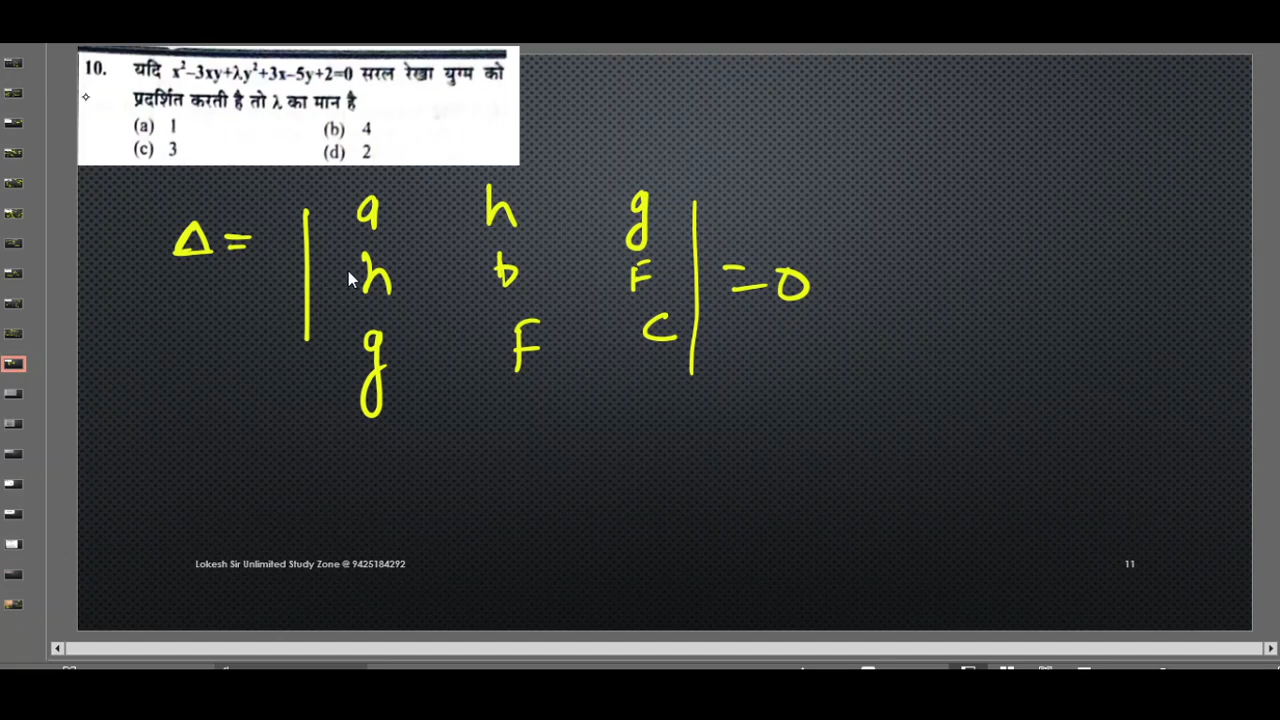 10. यदि x²–3xy+λy²+3x–5y+2=0 सरल रेखा युग्म को
प्रदर्शित करती है तो λ का मान है
(a) 1 (b) 4
(c) 3 (d) 2
a h g
Δ= h b F =0
g F C
Lokesh Sir Unlimited Study Zone @ 9425184292 11